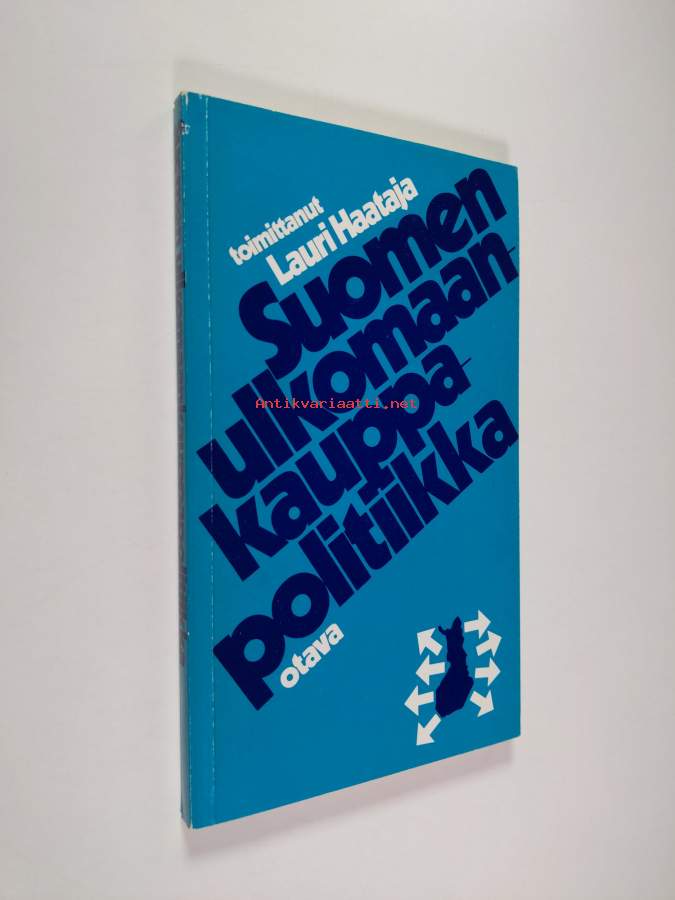 toimittanut
Lauri Haataja
Suomen
ulkomaan-
kauppa-
politiikka
otava
Antikvariaatti.net